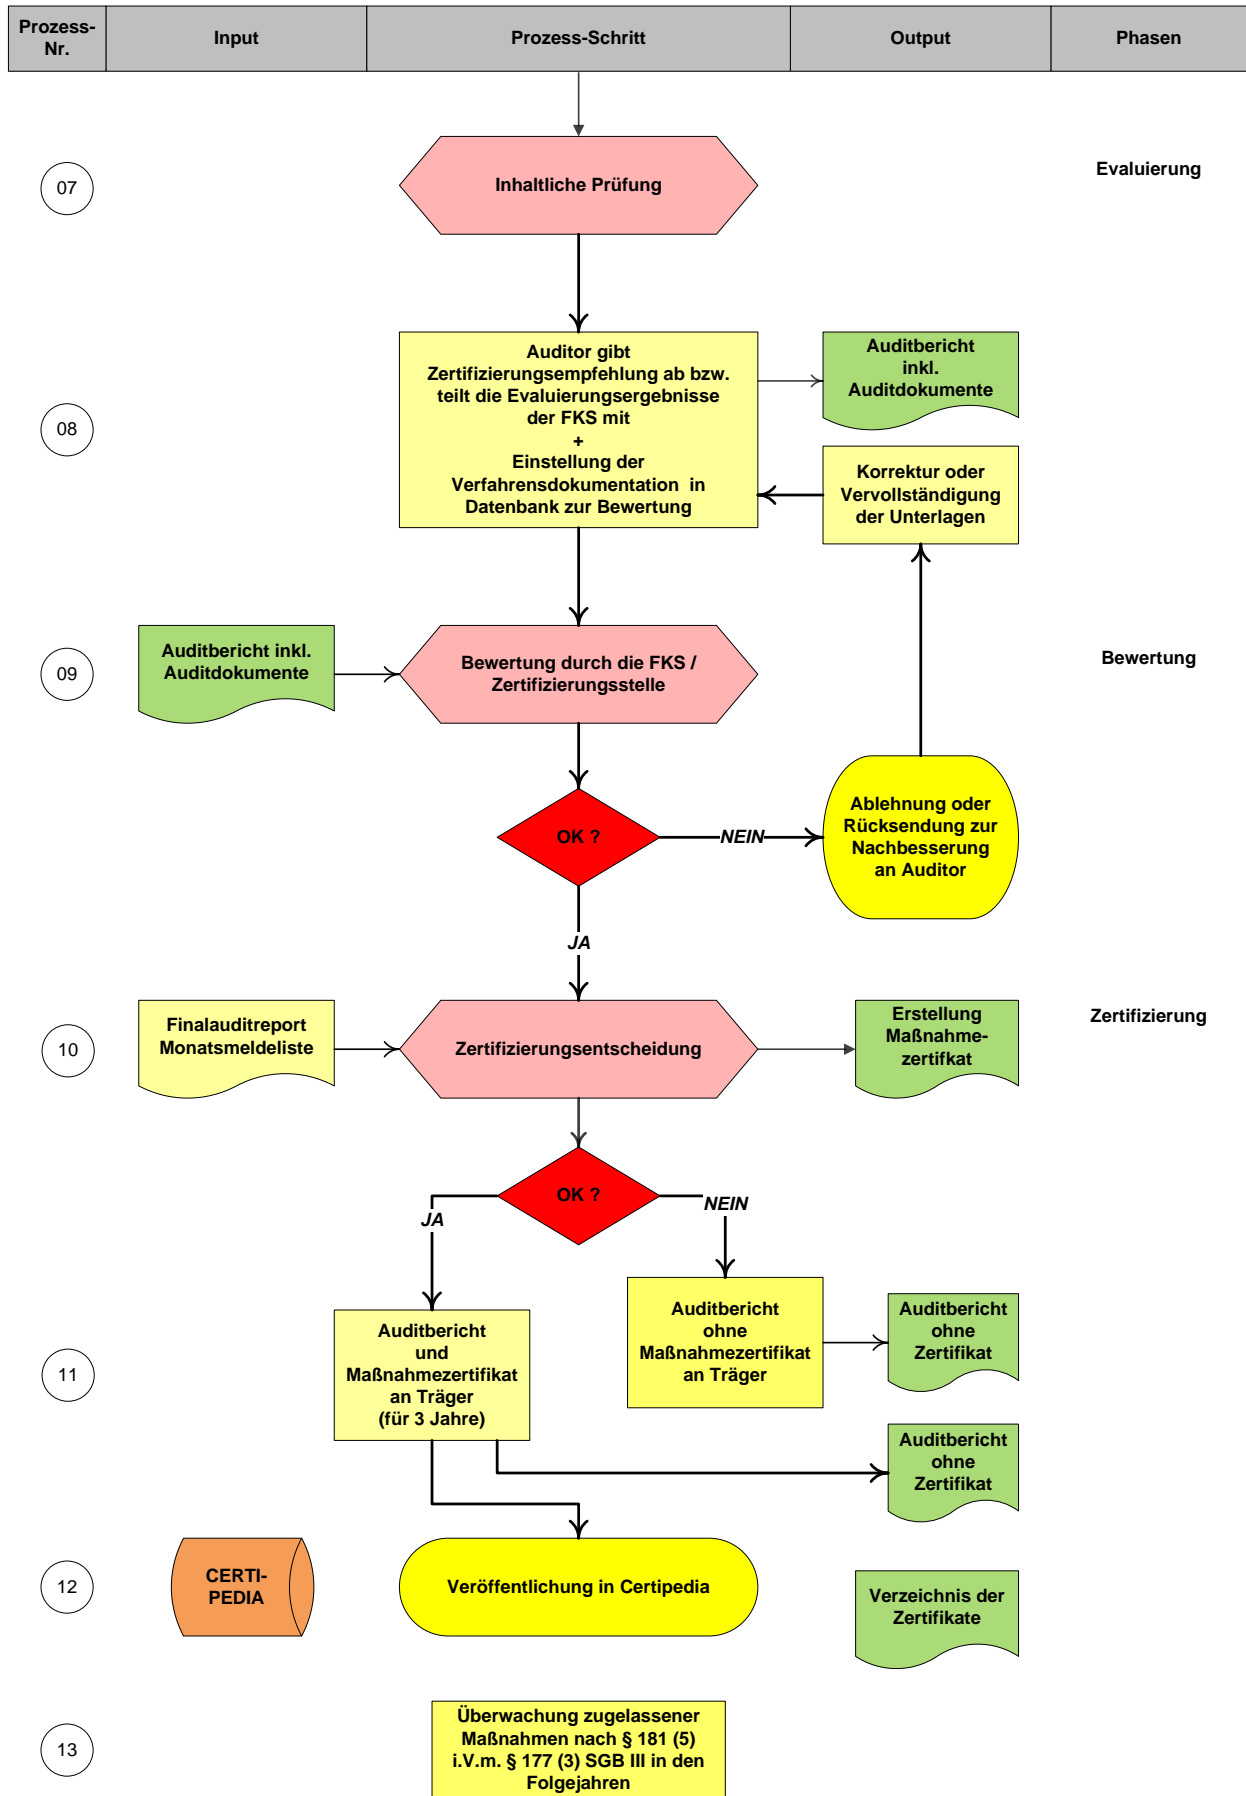 Prozess-
Nr.
Input
Prozess-Schritt
Output
Phasen
07
Inhaltliche Prüfung
Evaluierung
08
Auditor gibt
Zertifizierungsempfehlung ab bzw.
teilt die Evaluierungsergebnisse
der FKS mit
+
Einstellung der
Verfahrensdokumentation in
Datenbank zur Bewertung
Auditbericht
inkl.
Auditdokumente
Korrektur oder
Vervollständigung
der Unterlagen
09
Auditbericht inkl.
Auditdokumente
Bewertung durch die FKS /
Zertifizierungsstelle
Bewertung
OK ?
NEIN
Ablehnung oder
Rücksendung zur
Nachbesserung
an Auditor
JA
10
Finalauditreport
Monatsmeldeliste
Zertifizierungsentscheidung
Erstellung
Maßnahme-
zertifkat
Zertifizierung
OK ?
JA
NEIN
11
Auditbericht
und
Maßnahmezertifikat
an Träger
(für 3 Jahre)
Auditbericht
ohne
Maßnahmezertifikat
an Träger
Auditbericht
ohne
Zertifikat
Auditbericht
ohne
Zertifikat
12
CERTI-
PEDIA
Veröffentlichung in Certipedia
Verzeichnis der
Zertifikate
13
Überwachung zugelassener
Maßnahmen nach § 181 (5)
i.V.m. § 177 (3) SGB III in den
Folgejahren